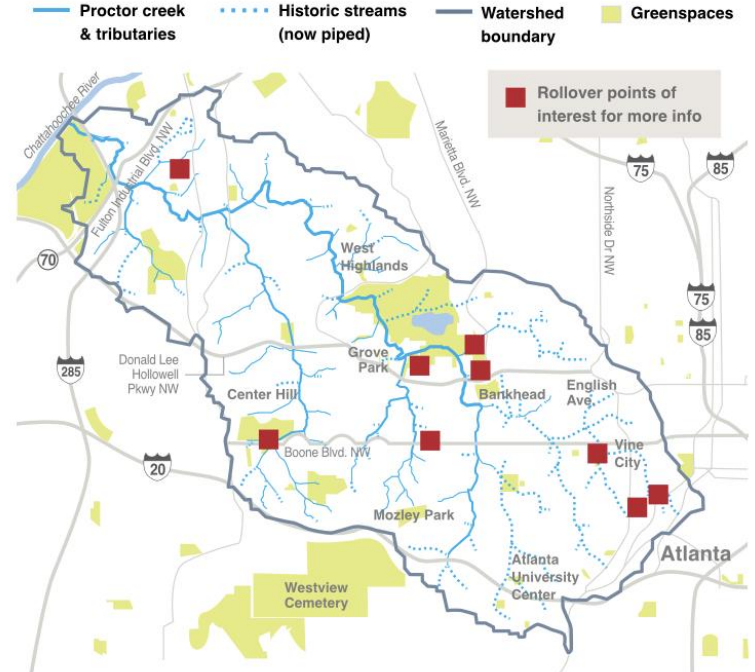 Proctor creek
& tributaries
Historic streams
(now piped)
Watershed
boundary
Greenspaces
Rollover points of
interest for more info
Chattahoochee River
Fulton Industrial Blvd. NW
Marietta Blvd. NW
Northside Dr NW
75
85
70
West
Highlands
75
85
285
Donald Lee
Hollowell
Pkwy NW
Grove
Park
Center Hill
Bankhead
English
Ave.
20
Boone Blvd. NW
Vine
City
Mozley Park
Atlanta
Atlanta
University
Center
Westview
Cemetery